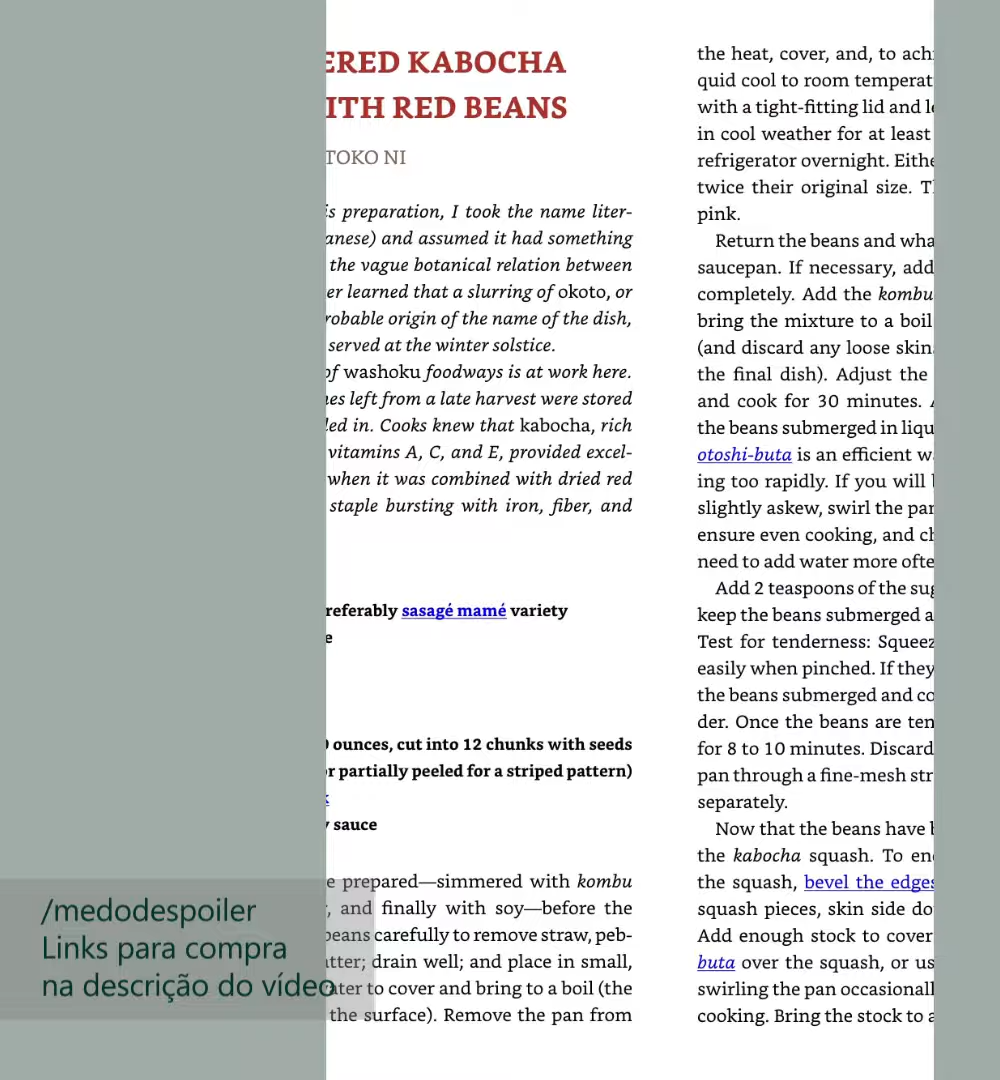 ERED KABOCHA
ITH RED BEANS
TOKO NI
is preparation, I took the name liter-
anese) and assumed it had something
the vague botanical relation between
er learned that a slurring of okoto, or
robable origin of the name of the dish,
served at the winter solstice.
of washoku foodways is at work here.
es left from a late harvest were stored
led in. Cooks knew that kabocha, rich
vitamins A, C, and E, provided excel-
when it was combined with dried red
staple bursting with iron, fiber, and
referably sasagé mamé variety
e
ounces, cut into 12 chunks with seeds
or partially peeled for a striped pattern)
k
y sauce
e prepared—simmered with kombu
, and finally with soy—before the
beans carefully to remove straw, peb-
tter; drain well; and place in small,
ater to cover and bring to a boil (the
the surface). Remove the pan from
the heat, cover, and, to ach
quid cool to room temperat
with a tight-fitting lid and l
in cool weather for at least
refrigerator overnight. Eithe
twice their original size. T
pink.
Return the beans and wha
saucepan. If necessary, add
completely. Add the kombu
bring the mixture to a boil
(and discard any loose skin
the final dish). Adjust the
and cook for 30 minutes.
the beans submerged in liqu
otoshi-buta is an efficient w
ing too rapidly. If you will
slightly askew, swirl the pan
ensure even cooking, and ch
need to add water more ofte
Add 2 teaspoons of the sug
keep the beans submerged a
Test for tenderness: Squeez
easily when pinched. If they
the beans submerged and co
der. Once the beans are ten
for 8 to 10 minutes. Discard
pan through a fine-mesh str
separately.
Now that the beans have
the kabocha squash. To en
the squash, bevel the edges
squash pieces, skin side do
Add enough stock to cover
buta over the squash, or us
swirling the pan occasionall
cooking. Bring the stock to a
/medodespoiler
Links para compra
na descrição do vídeo